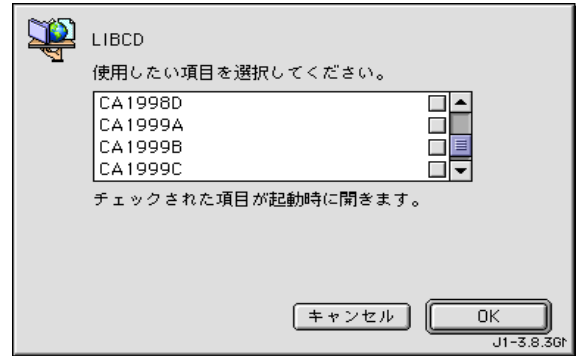 LIBCD
使用したい項目を選択してください。
CA1998D
CA1999A
CA1999B
CA1999C
チェックされた項目が起動時に開きます。
キャンセル
OK
J1-3.8.3GM